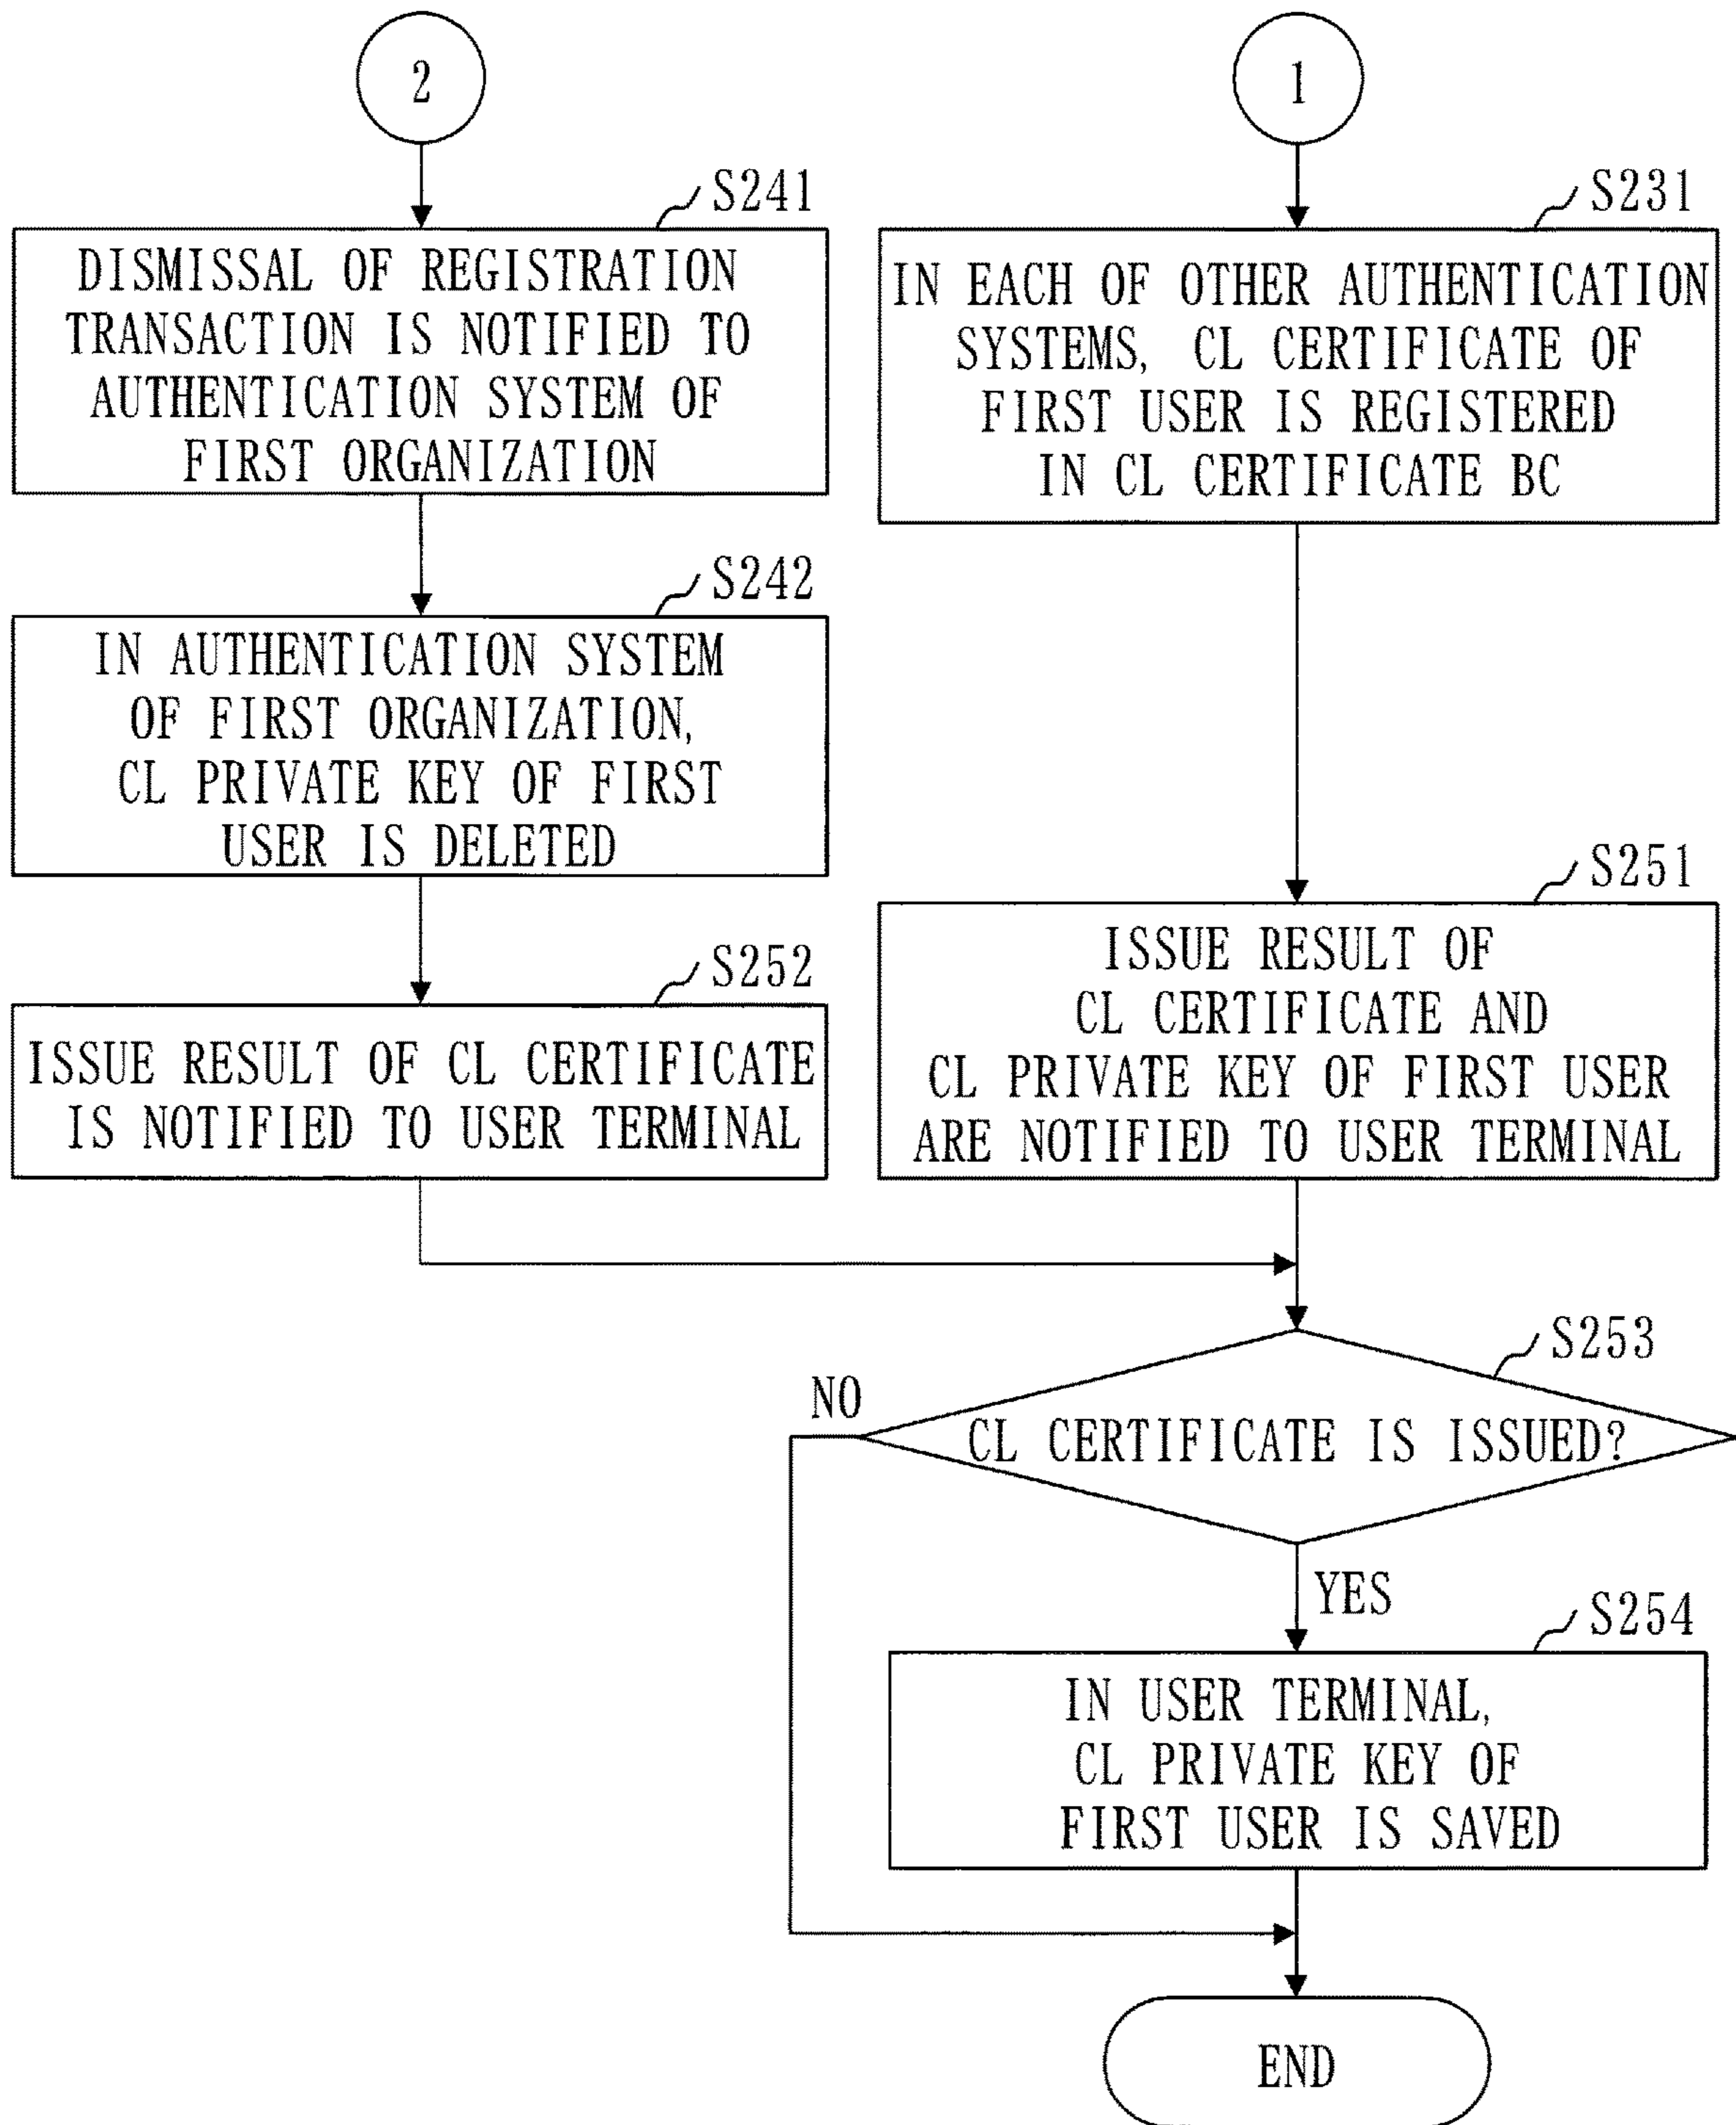 2
S241
DISMISSAL OF REGISTRATION
TRANSACTION IS NOTIFIED TO
AUTHENTICATION SYSTEM OF
FIRST ORGANIZATION
S242
IN AUTHENTICATION SYSTEM
OF FIRST ORGANIZATION,
CL PRIVATE KEY OF FIRST
USER IS DELETED
S252
ISSUE RESULT OF CL CERTIFICATE
IS NOTIFIED TO USER TERMINAL
1
S231
IN EACH OF OTHER AUTHENTICATION
SYSTEMS, CL CERTIFICATE OF
FIRST USER IS REGISTERED
IN CL CERTIFICATE BC
S251
ISSUE RESULT OF
CL CERTIFICATE AND
CL PRIVATE KEY OF FIRST USER
ARE NOTIFIED TO USER TERMINAL
S253
NO
CL CERTIFICATE IS ISSUED?
YES
S254
IN USER TERMINAL,
CL PRIVATE KEY OF
FIRST USER IS SAVED
END